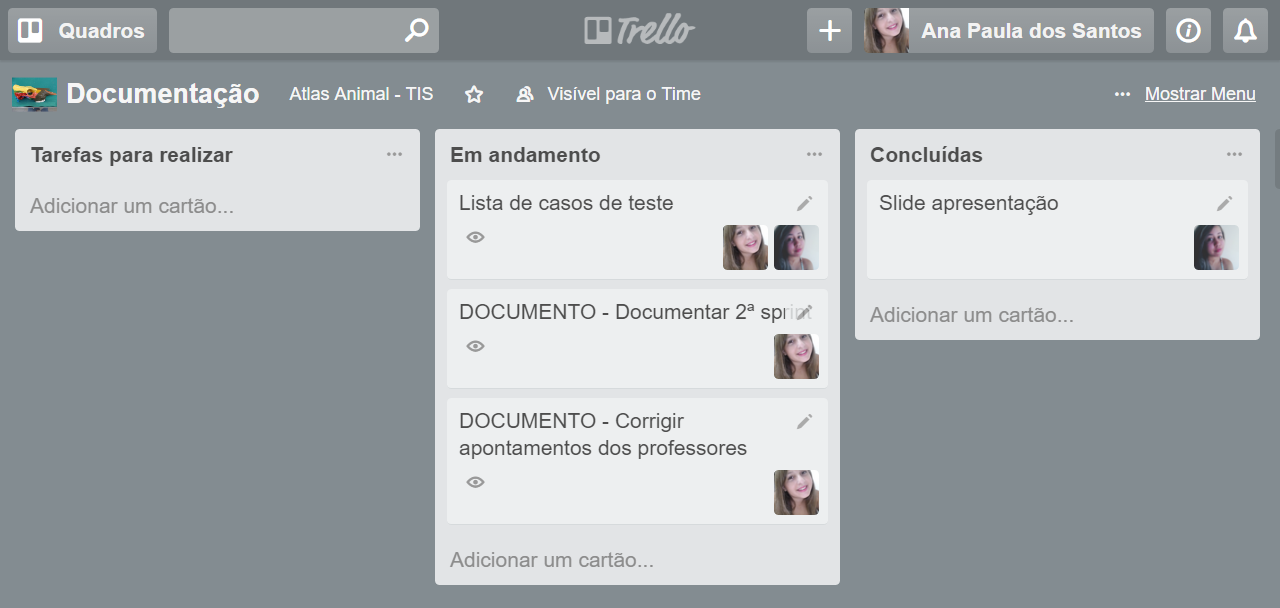 Quadros
Trello
Ana Paula dos Santos
Documentação
Atlas Animal - TIS
Visível para o Time
Mostrar Menu
Tarefas para realizar
Adicionar um cartão...
Em andamento
Lista de casos de teste
DOCUMENTO - Documentar 2ª sprint
DOCUMENTO - Corrigir
apontamentos dos professores
Adicionar um cartão...
Concluídas
Slide apresentação
Adicionar um cartão...